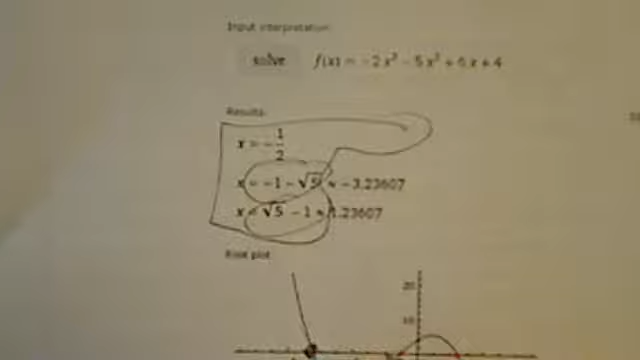 Input interpretation:
solve f(x) = -2x³ - 5x² + 6x + 4
Results:
x = -1/2
x = -1 - √5 ≈ -3.23607
x = √5 - 1 ≈ 1.23607
Root plot
20
10